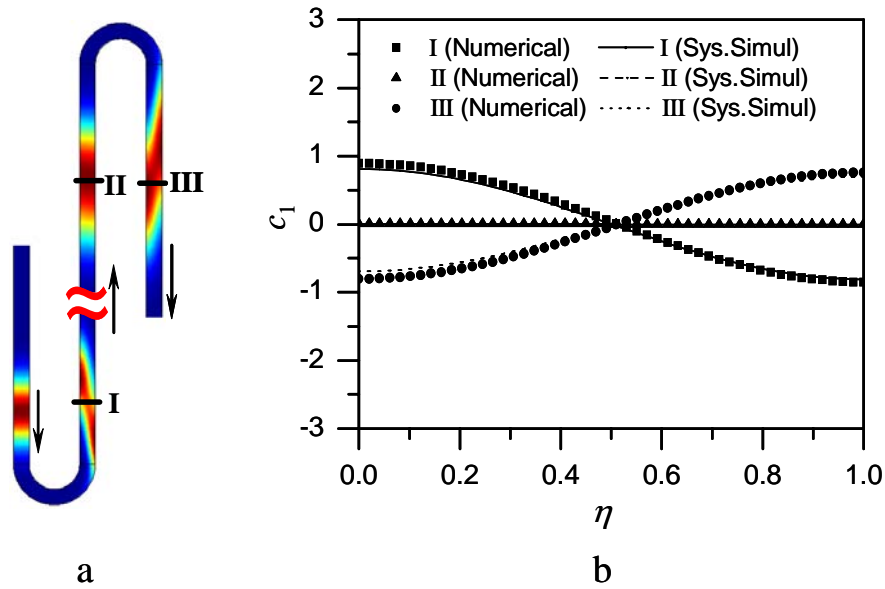 II
III
I
a
3
2
1
0
-1
-2
-3
c1
I (Numerical) I (Sys.Simul)
II (Numerical) II (Sys.Simul)
III (Numerical) III (Sys.Simul)
0.0 0.2 0.4 0.6 0.8 1.0
η
b